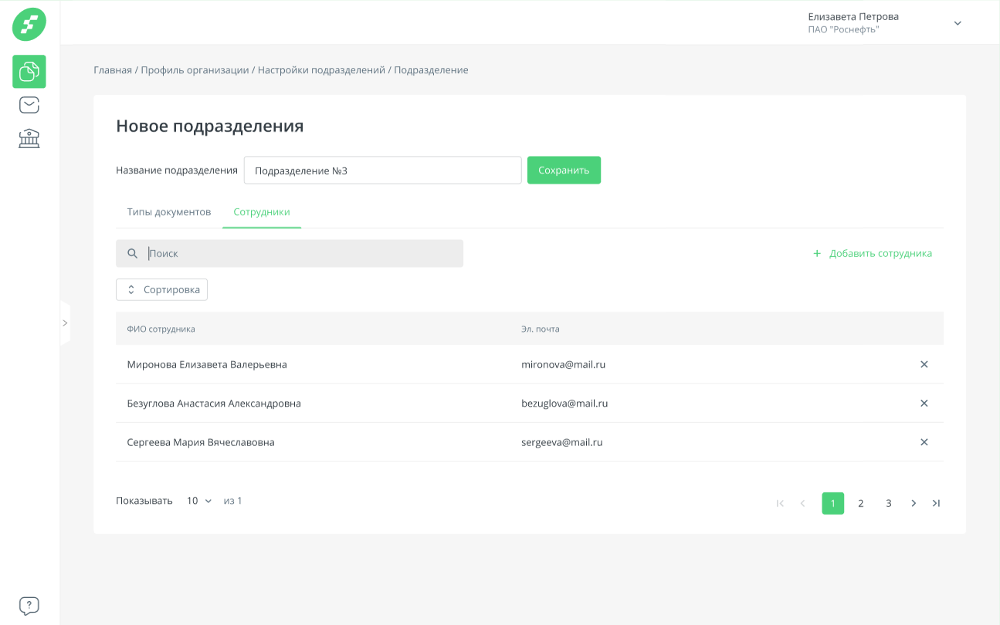 Елизавета Петрова
ПАО "Роснефть"
Главная / Профиль организации / Настройки подразделений / Подразделение
Новое подразделения
Название подразделения Подразделение №3 Сохранить
Типы документов Сотрудники
Поиск + Добавить сотрудника
Сортировка
ФИО сотрудника Эл. почта
Миронова Елизавета Валерьевна mironova@mail.ru
Безуглова Анастасия Александровна bezuglova@mail.ru
Сергеева Мария Вячеславовна sergeeva@mail.ru
Показывать 10 из 1 1 2 3
?